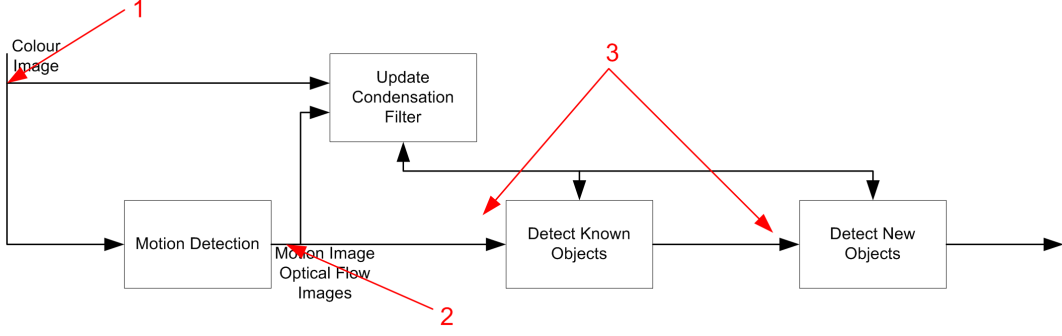 1
Colour
Image
Update
Condensation
Filter
3
Motion Detection
Motion Image
Optical Flow
Images
Detect Known
Objects
Detect New
Objects
2